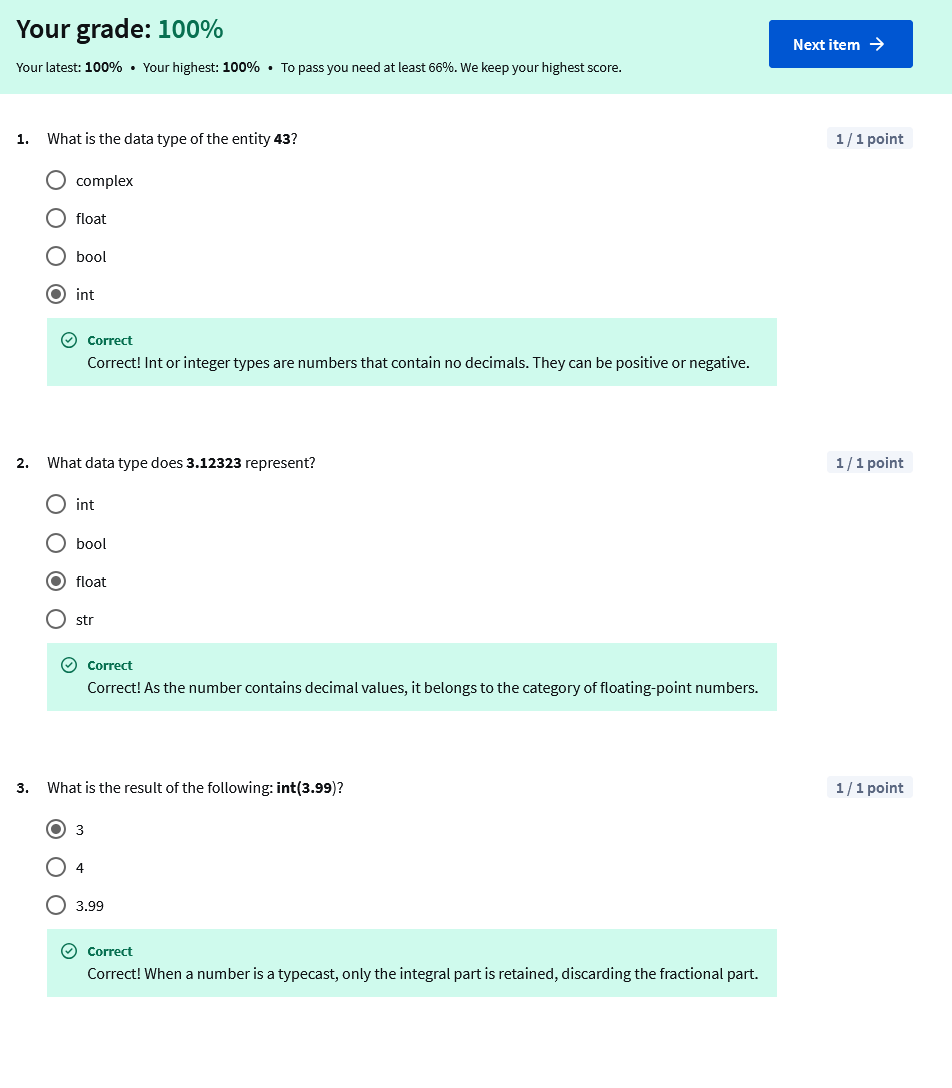 Your grade: 100%
Next item
Your latest: 100% • Your highest: 100% • To pass you need at least 66%. We keep your highest score.
1. What is the data type of the entity 43?
1 / 1 point
complex
float
bool
int
Correct
Correct! Int or integer types are numbers that contain no decimals. They can be positive or negative.
2. What data type does 3.12323 represent?
1 / 1 point
int
bool
float
str
Correct
Correct! As the number contains decimal values, it belongs to the category of floating-point numbers.
3. What is the result of the following: int(3.99)?
1 / 1 point
3
4
3.99
Correct
Correct! When a number is a typecast, only the integral part is retained, discarding the fractional part.